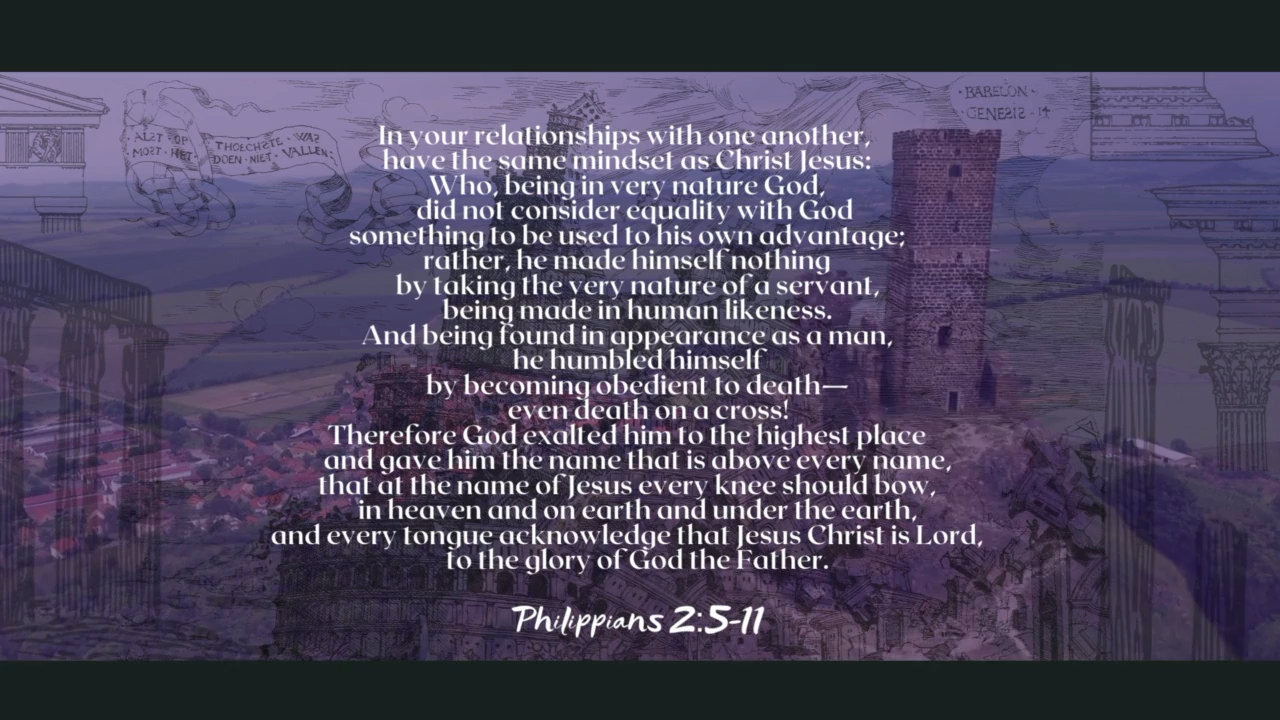 BABELON
GENESIS · 14
ALST · OP
MOST · HET
THOECHSTE · WAS
DOEN · NIET · VALLEN
In your relationships with one another,
have the same mindset as Christ Jesus:
Who, being in very nature God,
did not consider equality with God
something to be used to his own advantage;
rather, he made himself nothing
by taking the very nature of a servant,
being made in human likeness.
And being found in appearance as a man,
he humbled himself
by becoming obedient to death—
even death on a cross!
Therefore God exalted him to the highest place
and gave him the name that is above every name,
that at the name of Jesus every knee should bow,
in heaven and on earth and under the earth,
and every tongue acknowledge that Jesus Christ is Lord,
to the glory of God the Father.
Philippians 2:5-11